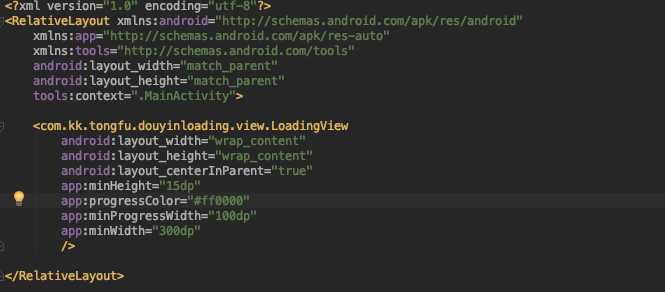 <?xml version="1.0" encoding="utf-8"?>
<RelativeLayout xmlns:android="http://schemas.android.com/apk/res/android"
    xmlns:app="http://schemas.android.com/apk/res-auto"
    xmlns:tools="http://schemas.android.com/tools"
    android:layout_width="match_parent"
    android:layout_height="match_parent"
    tools:context=".MainActivity">
    <com.kk.tongfu.douyinloading.view.LoadingView
        android:layout_width="wrap_content"
        android:layout_height="wrap_content"
        android:layout_centerInParent="true"
        app:minHeight="15dp"
        app:progressColor="#ff0000"
        app:minProgressWidth="100dp"
        app:minWidth="300dp"
        />
</RelativeLayout>